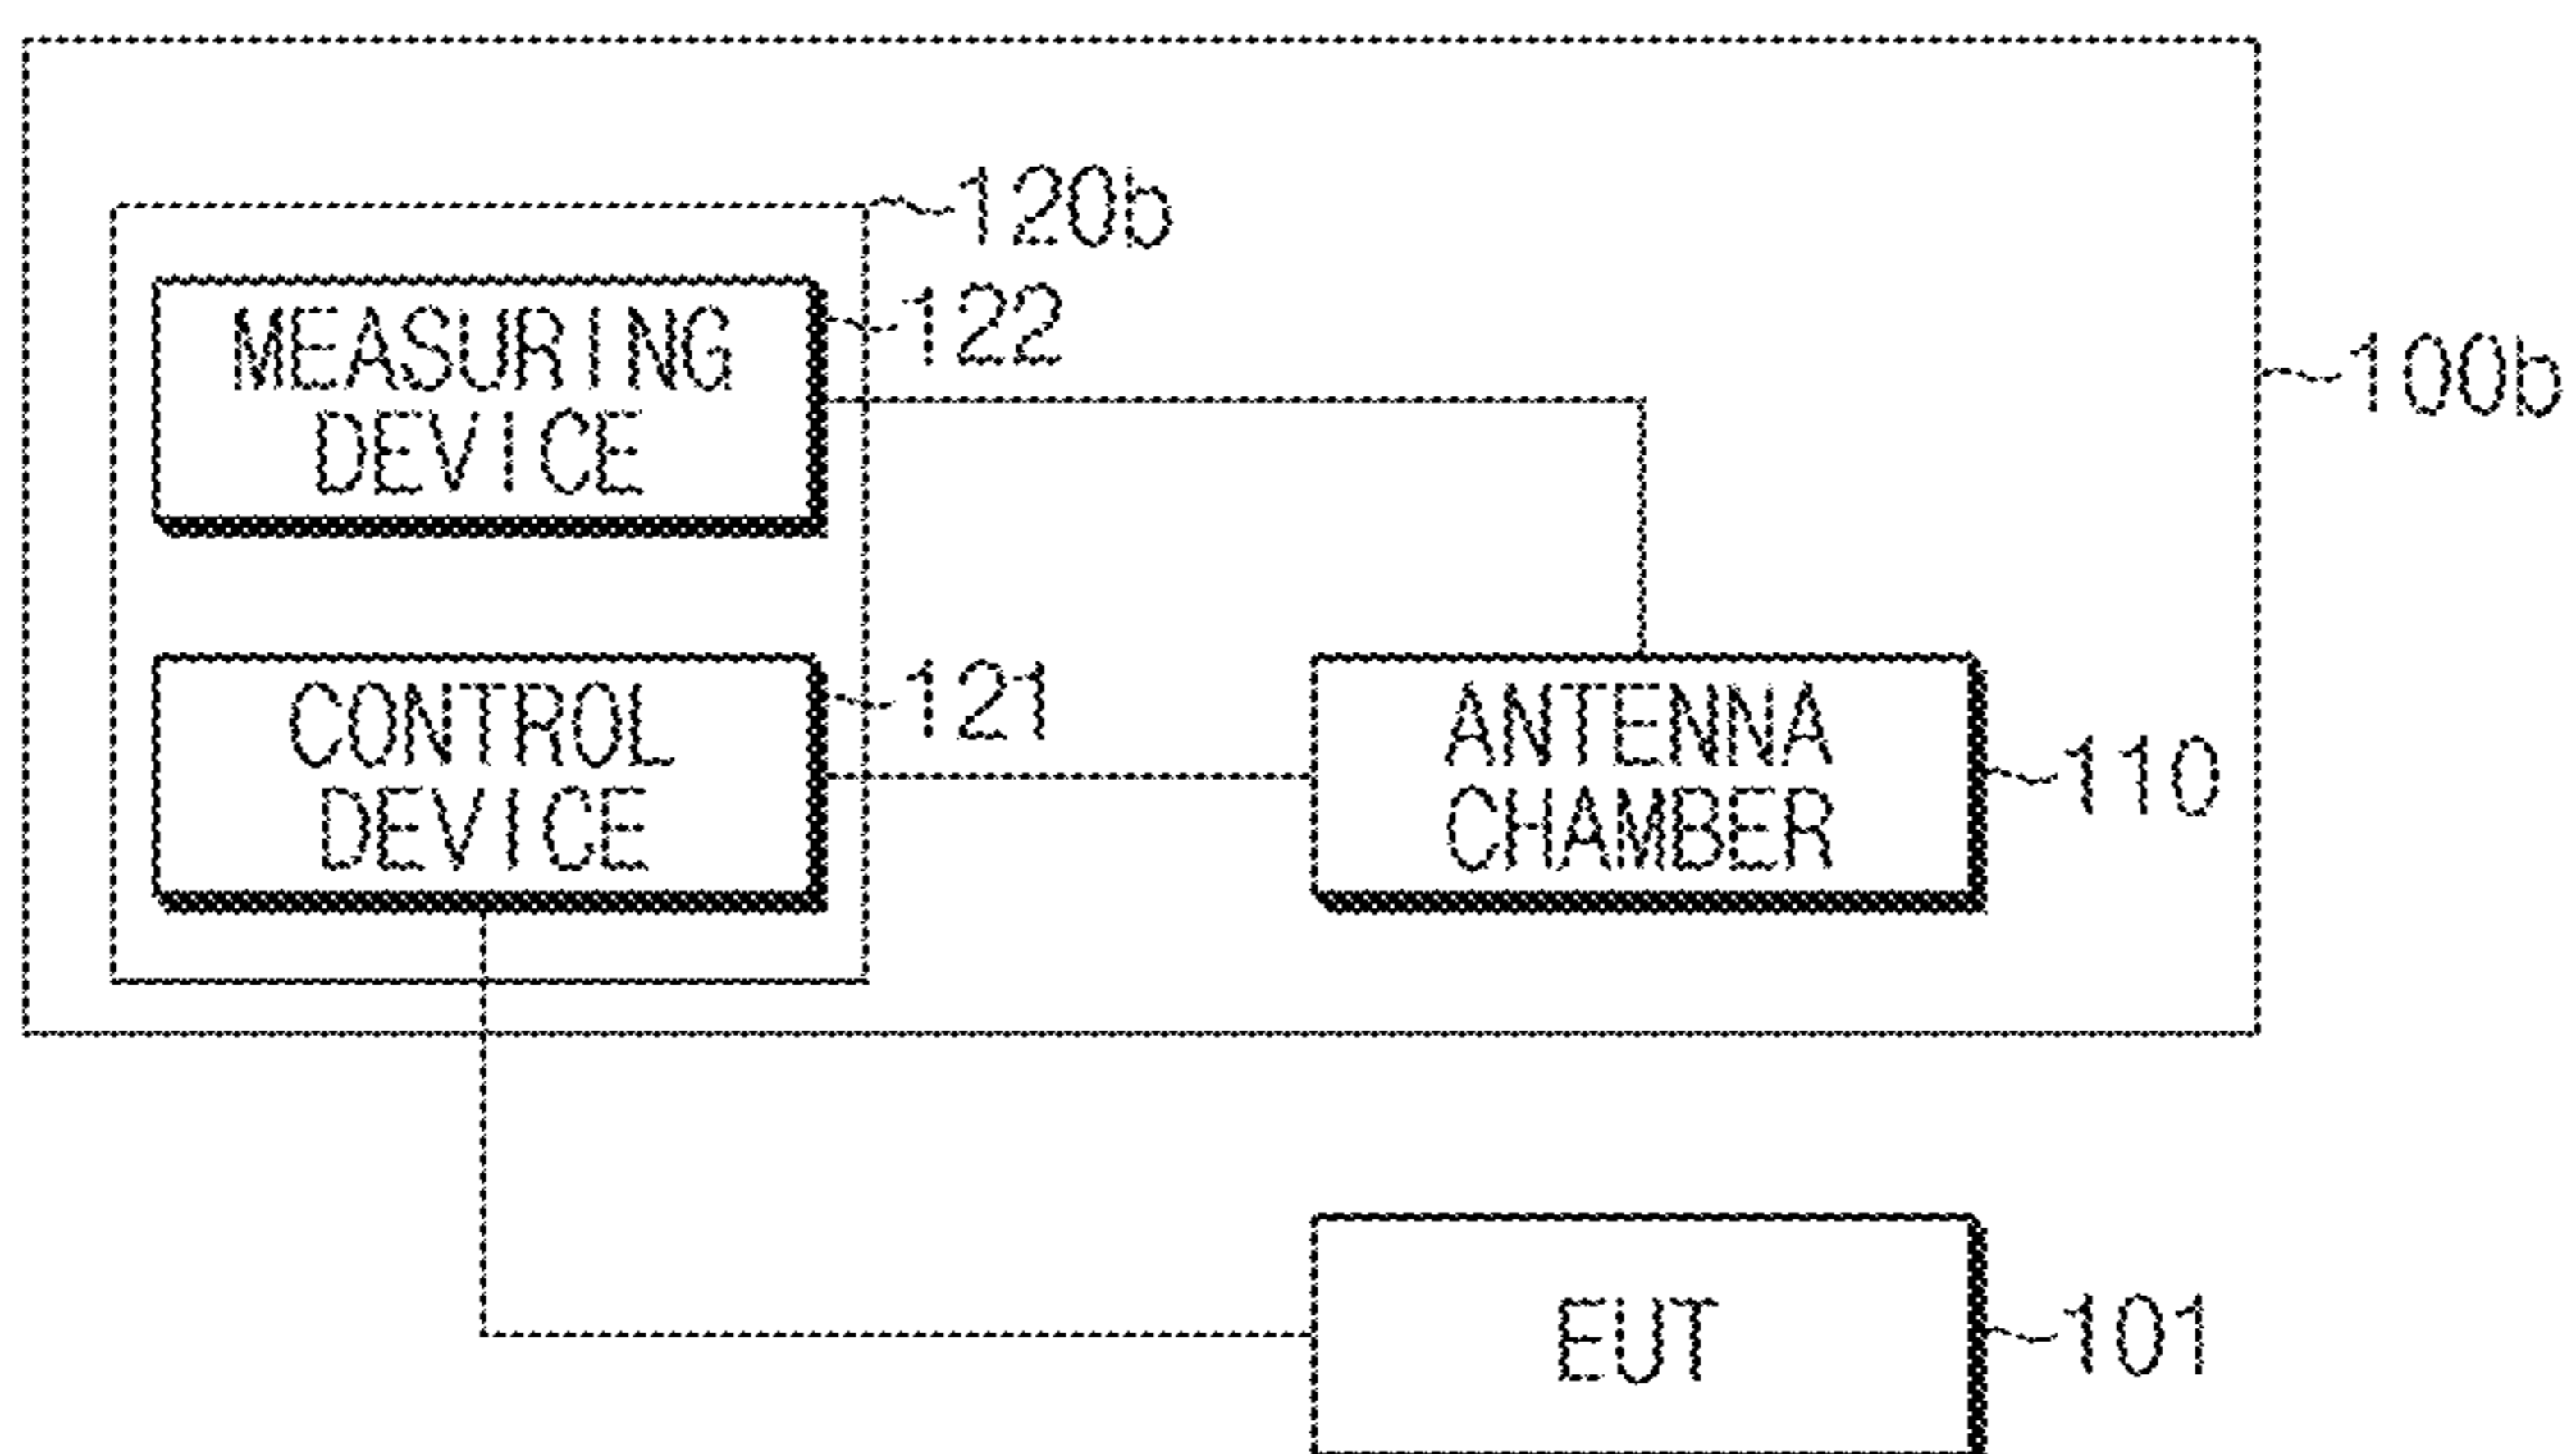 120b
MEASURING
DEVICE
122
100b
CONTROL
DEVICE
121
ANTENNA
CHAMBER
110
EUT
101